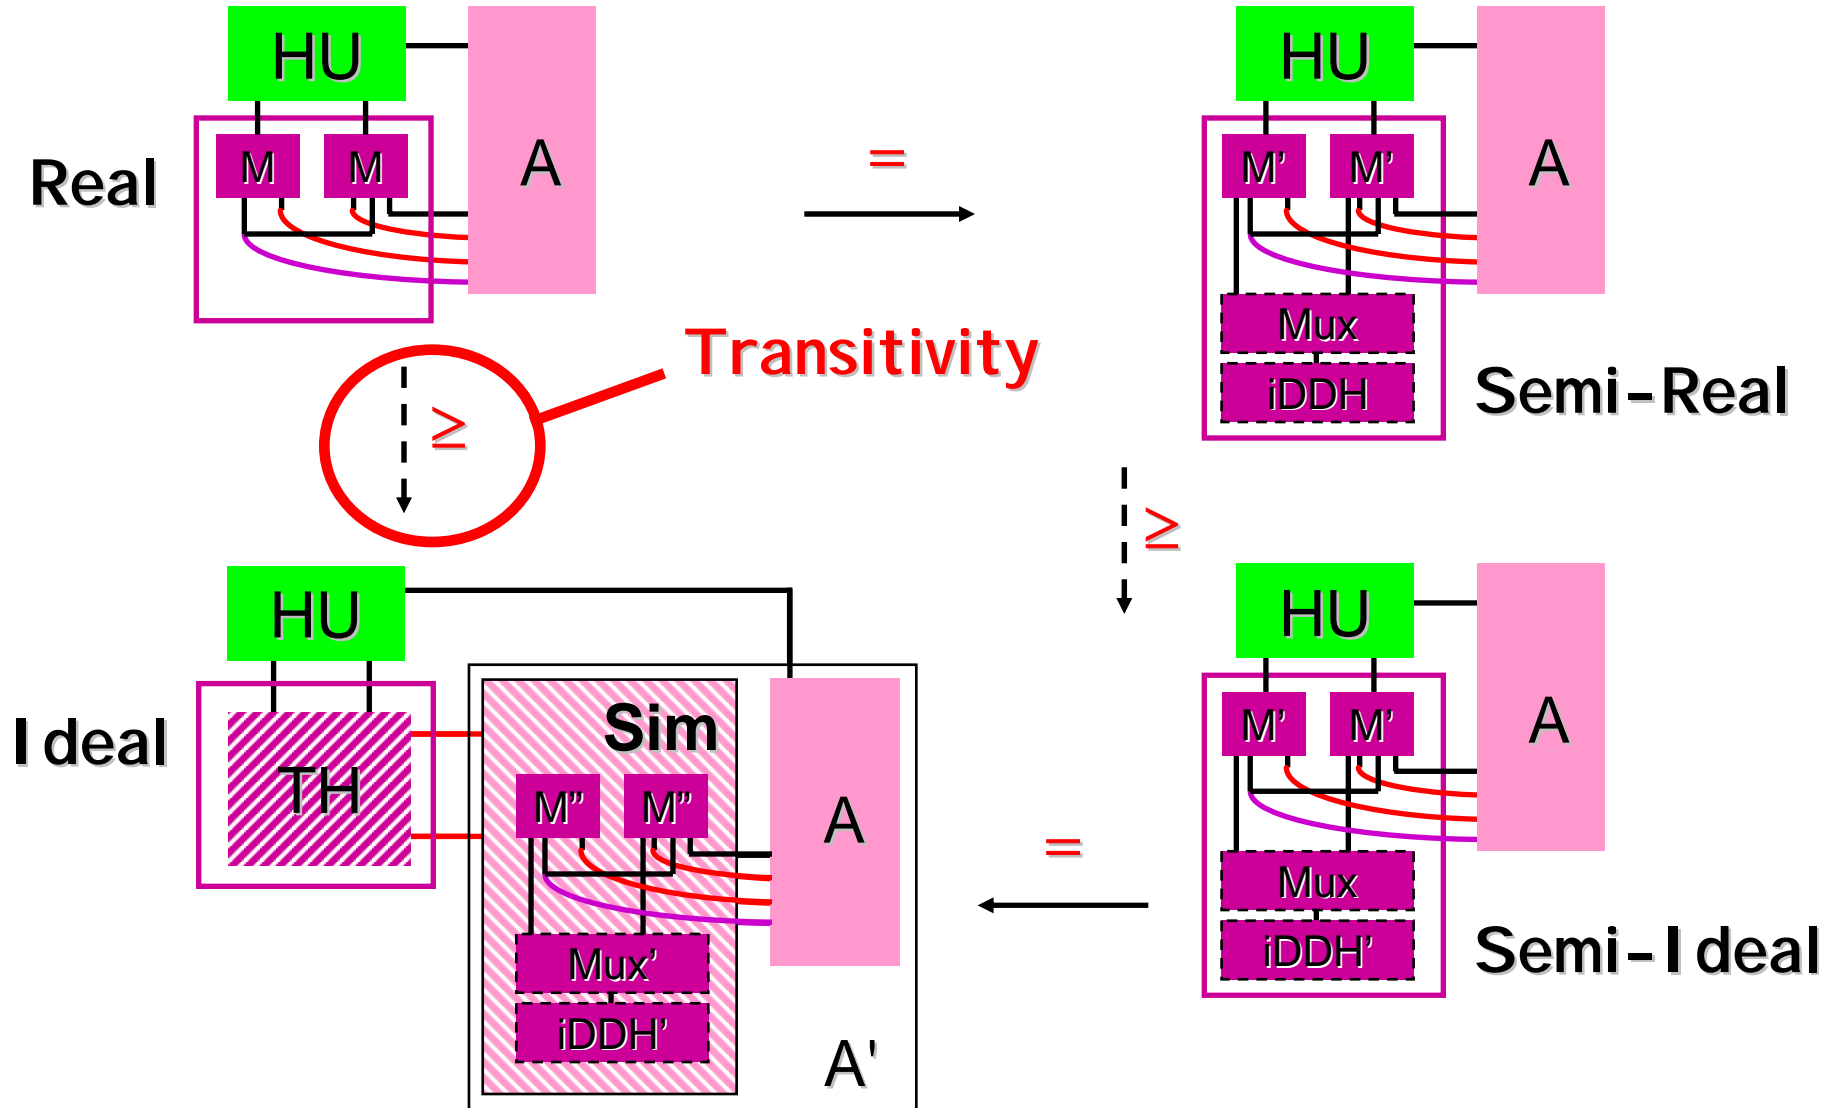 HU
A
M
M
Real
=
HU
A
M’
M’
Mux
iDDH
Semi-Real
Transitivity
≥
≥
HU
Ideal
TH
Sim
M”
M”
Mux’
iDDH’
A
A'
=
HU
A
M’
M’
Mux
iDDH’
Semi-Ideal